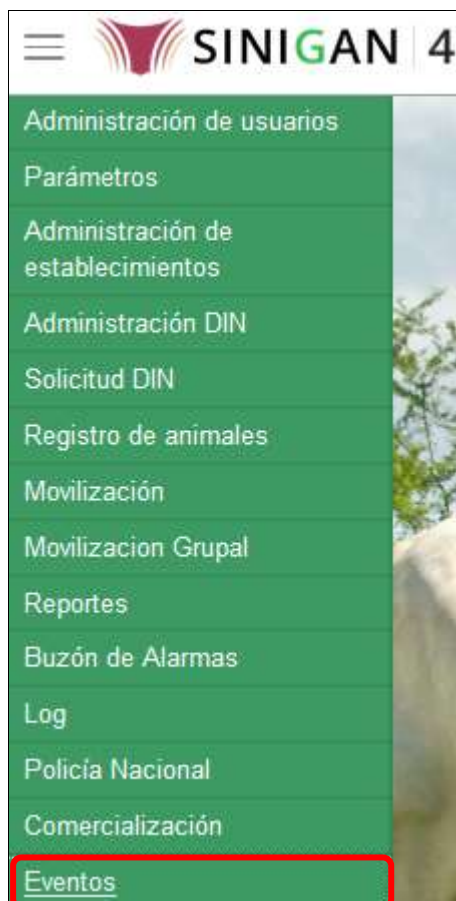 SINIGAN 4
Administración de usuarios
Parámetros
Administración de
establecimientos
Administración DIN
Solicitud DIN
Registro de animales
Movilización
Movilizacion Grupal
Reportes
Buzón de Alarmas
Log
Policía Nacional
Comercialización
Eventos